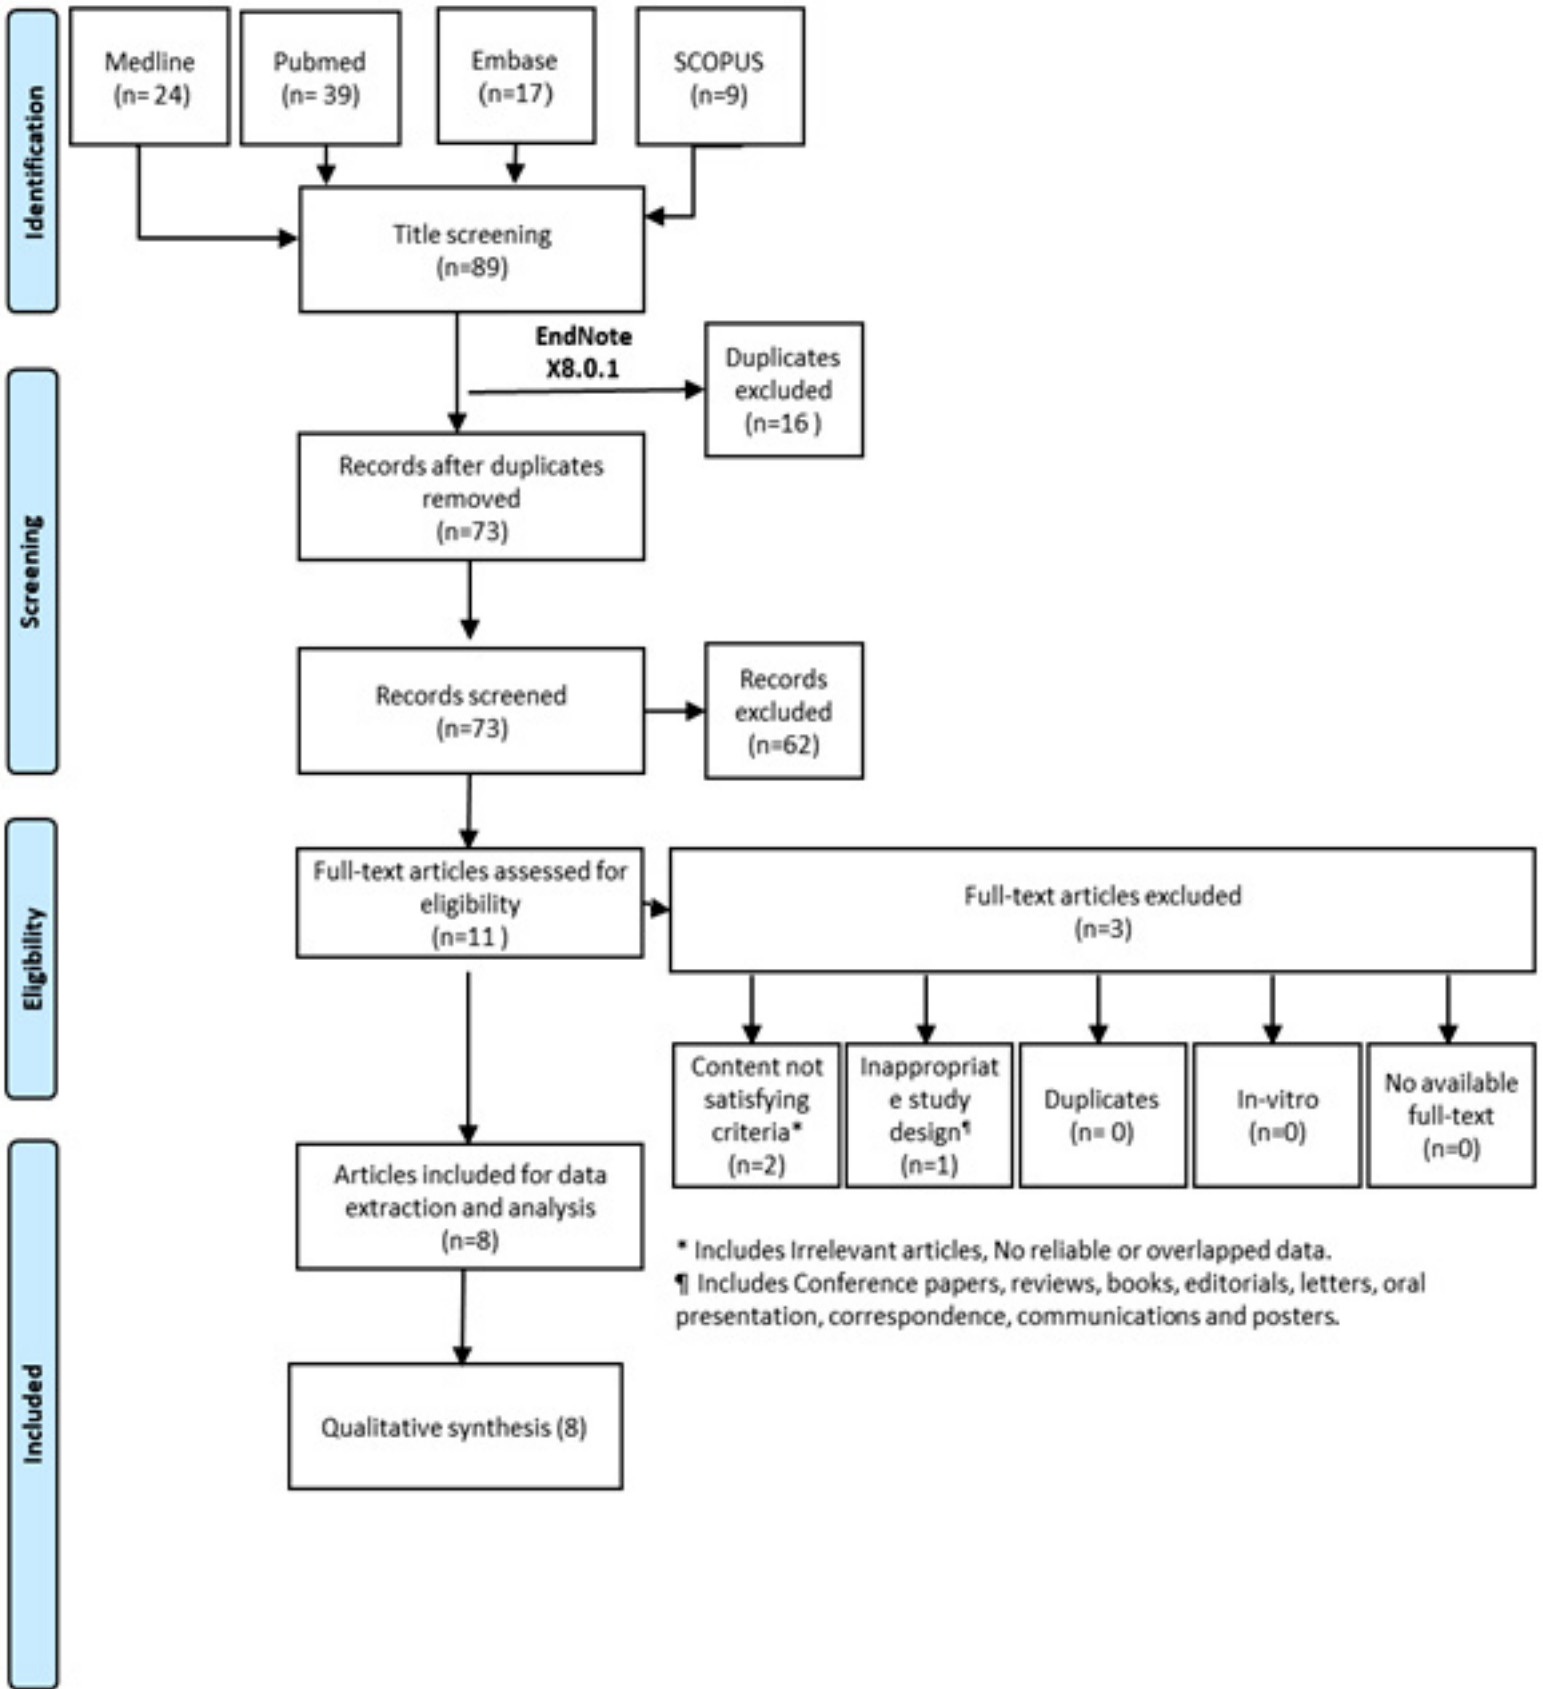 Identification
Medline
(n= 24)
Pubmed
(n= 39)
Embase
(n=17)
SCOPUS
(n=9)
Title screening
(n=89)
EndNote
X8.0.1
Duplicates
excluded
(n=16 )
Screening
Records after duplicates
removed
(n=73)
Records screened
(n=73)
Records
excluded
(n=62)
Eligibility
Full-text articles assessed for
eligibility
(n=11 )
Full-text articles excluded
(n=3)
Content not
satisfying
criteria*
(n=2)
Inappropriat
e study
design¶
(n=1)
Duplicates
(n= 0)
In-vitro
(n=0)
No available
full-text
(n=0)
Included
Articles included for data
extraction and analysis
(n=8)
* Includes Irrelevant articles, No reliable or overlapped data.
¶ Includes Conference papers, reviews, books, editorials, letters, oral
presentation, correspondence, communications and posters.
Qualitative synthesis (8)